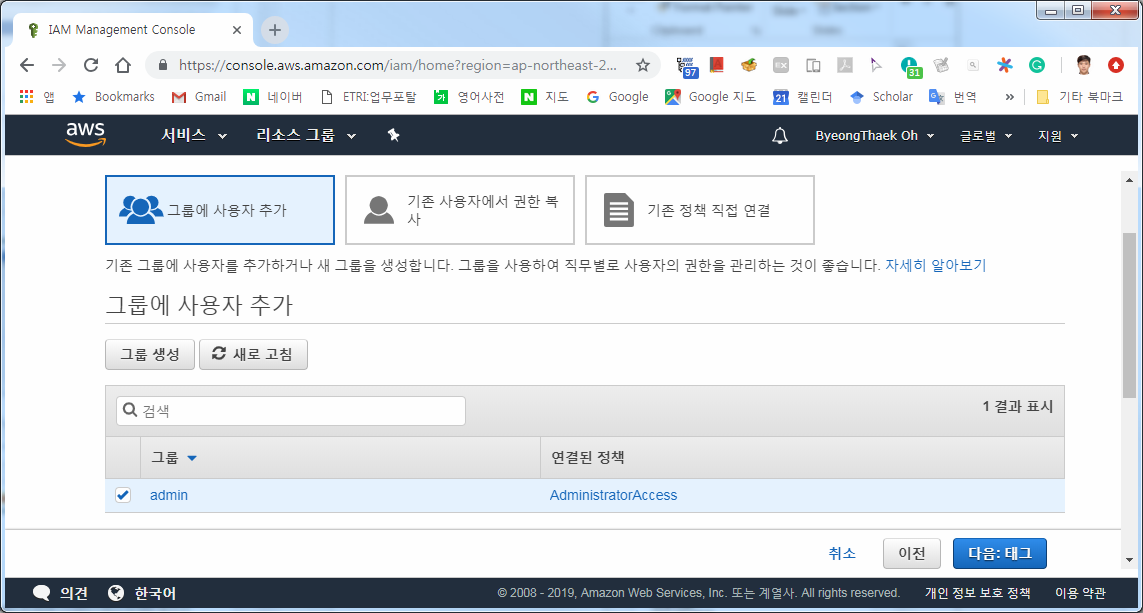 IAM Management Console
https://console.aws.amazon.com/iam/home?region=ap-northeast-2...
97
31
앱 Bookmarks Gmail 네이버 ETRI:업무포탈 영어사전 지도 Google Google 지도 21 캘린더 Scholar 번역 » 기타 북마크
aws 서비스 리소스 그룹 ByeongThaek Oh 글로벌 지원
그룹에 사용자 추가
기존 사용자에서 권한 복
사
기존 정책 직접 연결
기존 그룹에 사용자를 추가하거나 새 그룹을 생성합니다. 그룹을 사용하여 직무별로 사용자의 권한을 관리하는 것이 좋습니다. 자세히 알아보기
그룹에 사용자 추가
그룹 생성 새로 고침
검색 1 결과 표시
그룹 연결된 정책
admin AdministratorAccess
취소 이전 다음: 태그
의견 한국어 © 2008 - 2019, Amazon Web Services, Inc. 또는 계열사. All rights reserved. 개인 정보 보호 정책 이용 약관